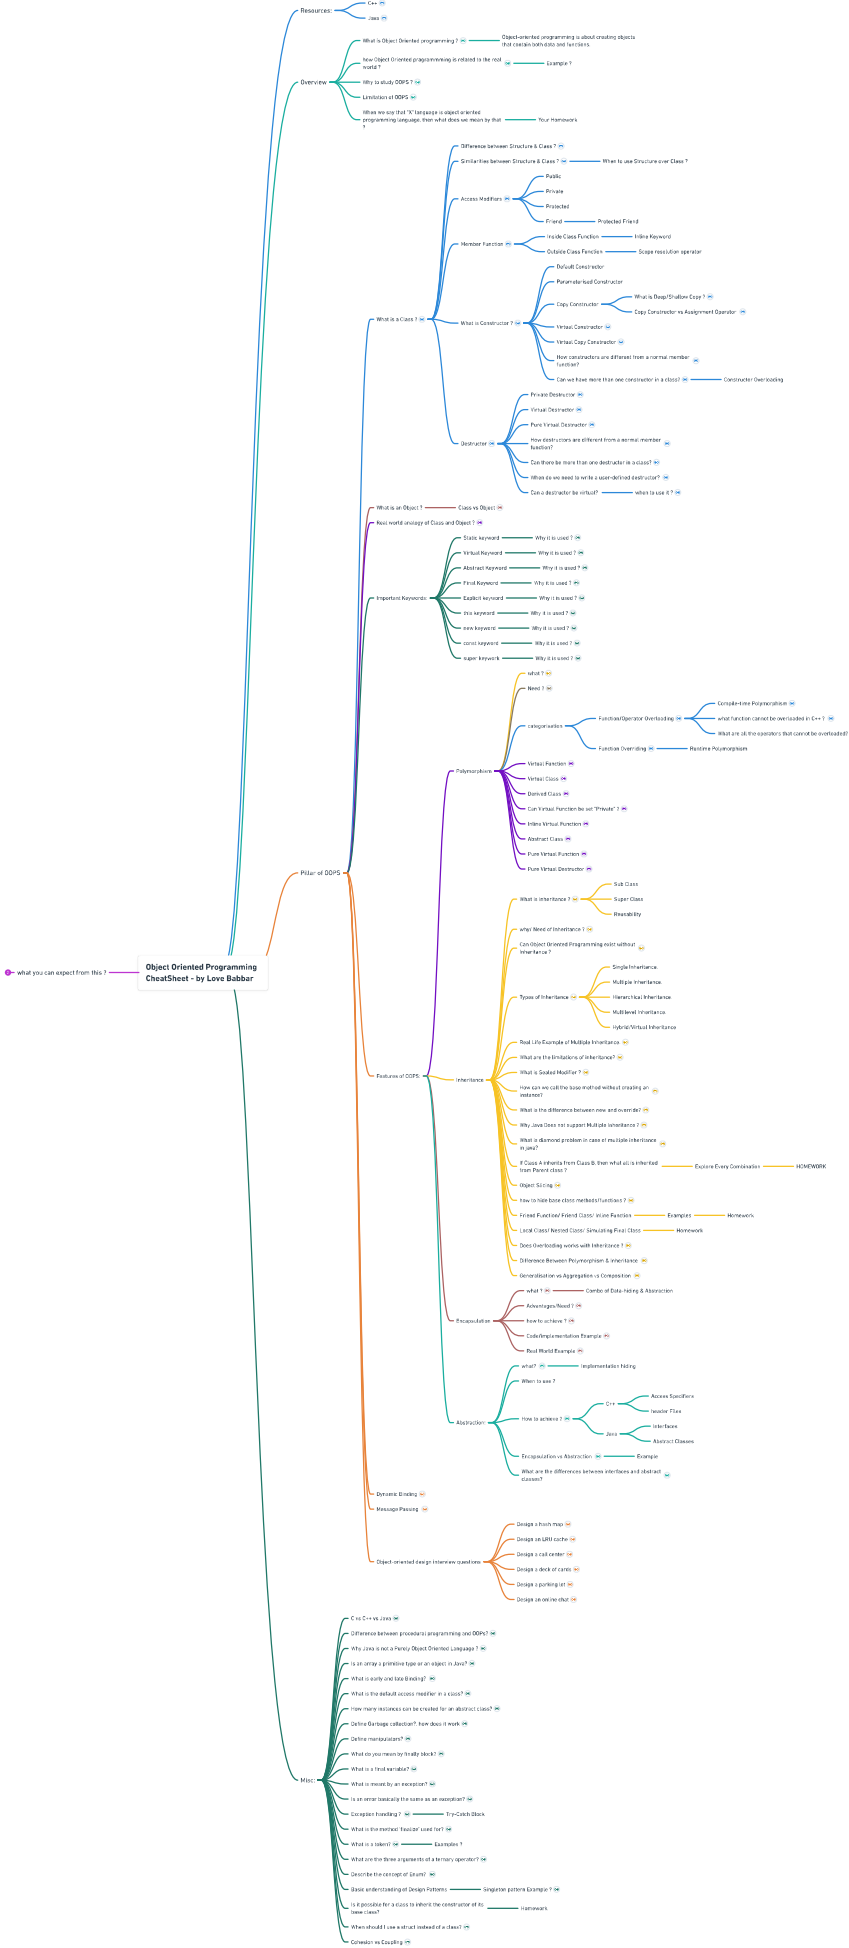 Resources:
C++
Java
Overview
What is Object Oriented programming ?
Object-oriented programming is about creating objects
that contain both data and functions
how Object Oriented programmming is related to the real
world ?
Example ?
Why to study OOPS ?
Limitation of OOPS
When we say that "X" language is object oriented
programming language, then what does we mean by that
?
Your Homework
What is a Class ?
Difference between Structure & Class ?
Similarities between Structure & Class ?
When to use Structure over Class ?
Access Modifiers
Public
Private
Protected
Friend
Protected Friend
Member Function
Inside Class Function
Inline Keyword
Outside Class Function
Scope resolution operator
What is Constructor ?
Default Constructor
Parameterised Constructor
Copy Constructor
What is Deep/Shallow Copy ?
Copy Constructor vs Assignment Operator
Virtual Constructor
Virtual Copy Constructor
How constructors are different from a normal member
function?
Can we have more than one constructor in a class?
Constructor Overloading
Destructor
Private Destructor
Virtual Destructor
Pure Virtual Destructor
How destructors are different from a normal member
function?
Can there be more than one destructor in a class?
When do we need to write a user-defined destructor?
Can a destructor be virtual?
when to use it ?
What is an Object ?
Class vs Object
Real world analogy of Class and Object ?
Important Keywords:
Static keyword
Why it is used ?
Virtual Keyword
Why it is used ?
Abstract Keyword
Why it is used ?
Final Keyword
Why it is used ?
Explicit keyword
Why it is used ?
this keyword
Why it is used ?
new keyword
Why it is used ?
const keyword
Why it is used ?
super keywork
Why it is used ?
Pillar of OOPS
Features of OOPS:
Polymorphism
what ?
Need ?
categorisation
Function/Operator Overloading
Compile-time Polymorphism
what function cannot be overloaded in C++ ?
What are all the operators that cannot be overloaded?
Function Overriding
Runtime Polymorphism
Virtual Function
Virtual Class
Derived Class
Can Virtual Function be set "Private" ?
Inline Virtual Function
Abstract Class
Pure Virtual Function
Pure Virtual Destructor
Object Oriented Programming
CheatSheet - by Love Babbar
what you can expect from this ?
Inheritance
What is Inheritance ?
Sub Class
Super Class
Reusability
why/ Need of Inheritance ?
Can Object Oriented Programming exist without
Inheritance ?
Types of Inheritance
Single Inheritance.
Multiple Inheritance.
Hierarchical Inheritance
Multilevel Inheritance.
Hybrid/Virtual Inheritance
Real Life Example of Multiple Inheritance
What are the limitations of inheritance?
What is Sealed Modifier ?
How can we call the base method without creating an
instance?
What is the difference between new and override?
Why Java Does not support Multiple Inheritance ?
What is diamond problem in case of multiple inheritance
in java?
If Class A inherits from Class B, then what all is inherited
from Parent class ?
Explore Every Combination
HOMEWORK
Object Slicing
how to hide base class methods/functions ?
Friend Function/ Friend Class/ Inline Function
Examples
Homework
Local Class/ Nested Class/ Simulating Final Class
Homework
Does Overloading works with Inheritance ?
Difference Between Polymorphism & Inheritance
Generalisation vs Aggregation vs Composition
Encapsulation
what ?
Combo of Data-hiding & Abstraction
Advantages/Need ?
how to achieve ?
Code/Implementation Example
Real World Example
Abstraction:
what?
Implementation hiding
When to use ?
How to achieve ?
C++
Access Specifiers
header Files
Java
Interfaces
Abstract Classes
Encapsulation vs Abstraction
Example
What are the differences between interfaces and abstract
classes?
Dynamic Binding
Message Passing
Object-oriented design interview questions
Design a hash map
Design an LRU cache
Design a call center
Design a deck of cards
Design a parking lot
Design an online chat
Misc:
C vs C++ vs Java
Difference between procedural programming and OOPs?
Why Java is not a Purely Object Oriented Language ?
Is an array a primitive type or an object in Java?
What is early and late Binding?
What is the default access modifier in a class?
How many instances can be created for an abstract class?
Define Garbage collection?, how does it work
Define manipulators?
What do you mean by finally block?
What is a final variable?
What is meant by an exception?
Is an error basically the same as an exception?
Exception handling ?
Try-Catch Block
What is the method 'finalize' used for?
What is a token?
Examples ?
What are the three arguments of a ternary operator?
Describe the concept of Enum?
Basic understanding of Design Patterns
Singleton pattern Example ?
Is it possible for a class to inherit the constructor of its
base class?
Homework
When should I use a struct instead of a class?
Cohesion vs Coupling